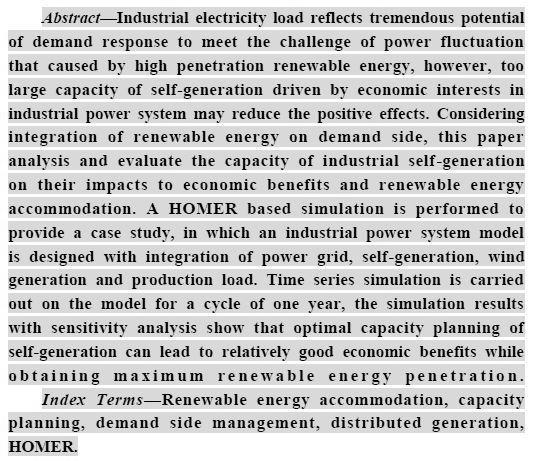 Abstract—Industrial electricity load reflects tremendous potential
of demand response to meet the challenge of power fluctuation
that caused by high penetration renewable energy, however, too
large capacity of self-generation driven by economic interests in
industrial power system may reduce the positive effects. Considering
integration of renewable energy on demand side, this paper
analysis and evaluate the capacity of industrial self-generation
on their impacts to economic benefits and renewable energy
accommodation. A HOMER based simulation is performed to
provide a case study, in which an industrial power system model
is designed with integration of power grid, self-generation, wind
generation and production load. Time series simulation is carried
out on the model for a cycle of one year, the simulation results
with sensitivity analysis show that optimal capacity planning of
self-generation can lead to relatively good economic benefits while
obtaining maximum renewable energy penetration.
Index Terms—Renewable energy accommodation, capacity
planning, demand side management, distributed generation,
HOMER.